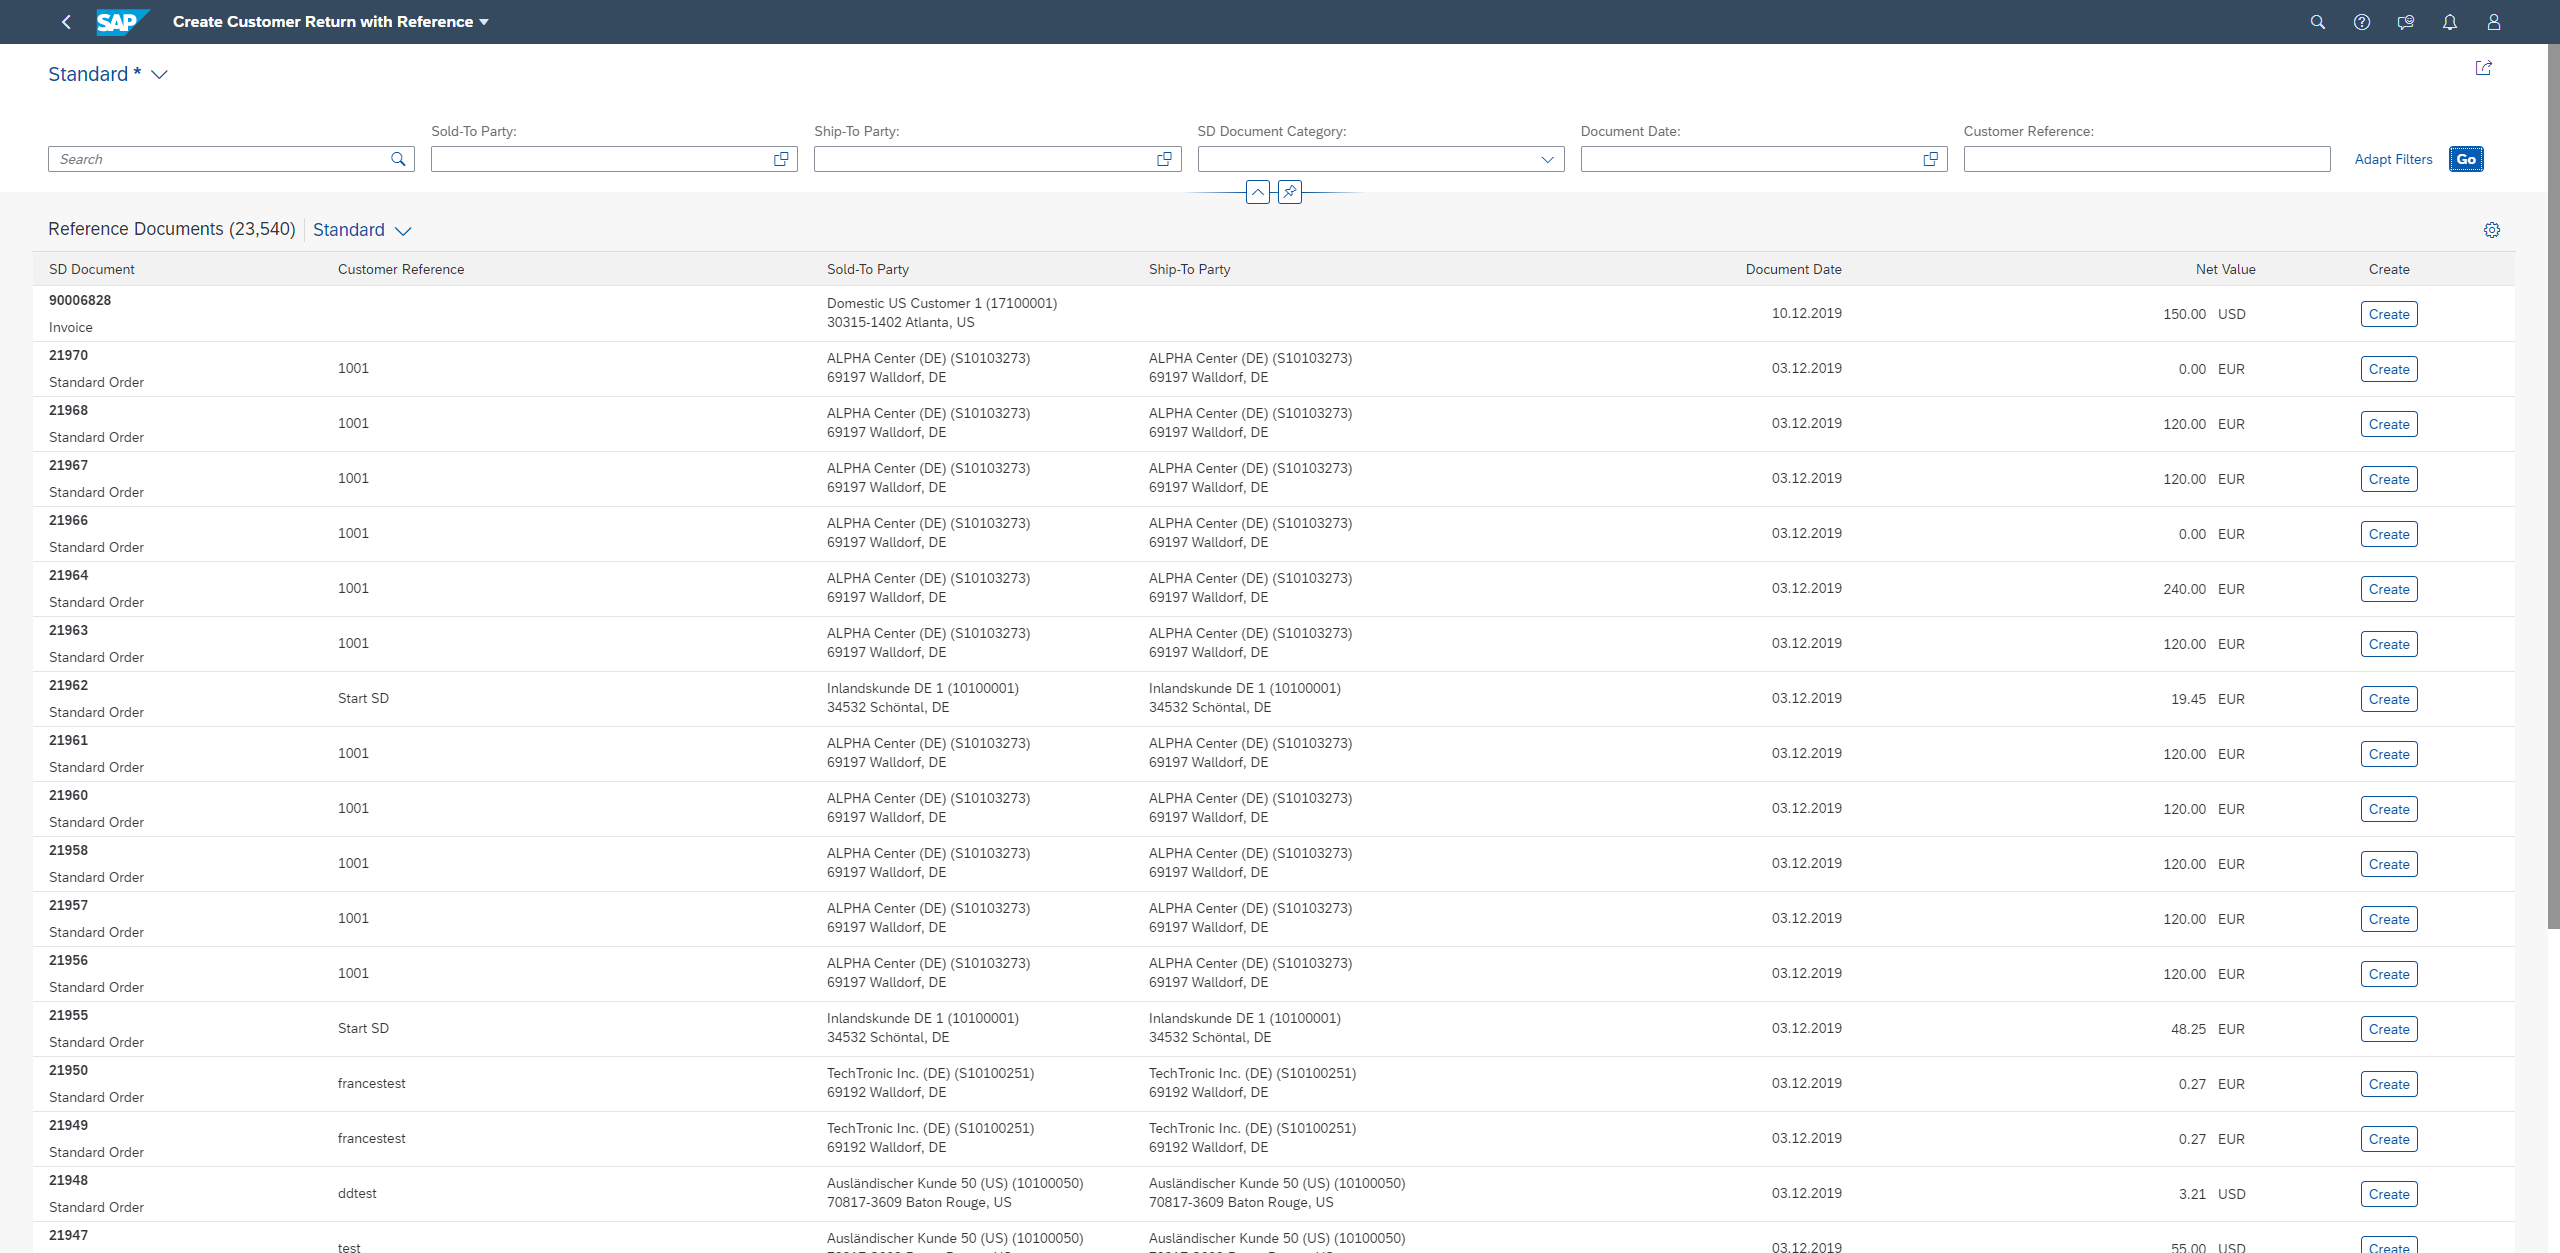 SAP Create Customer Return with Reference
Standard *
Sold-To Party: Ship-To Party: SD Document Category: Document Date: Customer Reference:
Search Adapt Filters Go
Reference Documents (23,540) Standard
SD Document Customer Reference Sold-To Party Ship-To Party Document Date Net Value Create
90006828 Domestic US Customer 1 (17100001) 10.12.2019 150.00 USD Create
Invoice 30315-1402 Atlanta, US
21970 1001 ALPHA Center (DE) (S10103273) ALPHA Center (DE) (S10103273) 03.12.2019 0.00 EUR Create
Standard Order 69197 Walldorf, DE 69197 Walldorf, DE
21968 1001 ALPHA Center (DE) (S10103273) ALPHA Center (DE) (S10103273) 03.12.2019 120.00 EUR Create
Standard Order 69197 Walldorf, DE 69197 Walldorf, DE
21967 1001 ALPHA Center (DE) (S10103273) ALPHA Center (DE) (S10103273) 03.12.2019 120.00 EUR Create
Standard Order 69197 Walldorf, DE 69197 Walldorf, DE
21966 1001 ALPHA Center (DE) (S10103273) ALPHA Center (DE) (S10103273) 03.12.2019 0.00 EUR Create
Standard Order 69197 Walldorf, DE 69197 Walldorf, DE
21964 1001 ALPHA Center (DE) (S10103273) ALPHA Center (DE) (S10103273) 03.12.2019 240.00 EUR Create
Standard Order 69197 Walldorf, DE 69197 Walldorf, DE
21963 1001 ALPHA Center (DE) (S10103273) ALPHA Center (DE) (S10103273) 03.12.2019 120.00 EUR Create
Standard Order 69197 Walldorf, DE 69197 Walldorf, DE
21962 Start SD Inlandskunde DE 1 (10100001) Inlandskunde DE 1 (10100001) 03.12.2019 19.45 EUR Create
Standard Order 34532 Schöntal, DE 34532 Schöntal, DE
21961 1001 ALPHA Center (DE) (S10103273) ALPHA Center (DE) (S10103273) 03.12.2019 120.00 EUR Create
Standard Order 69197 Walldorf, DE 69197 Walldorf, DE
21960 1001 ALPHA Center (DE) (S10103273) ALPHA Center (DE) (S10103273) 03.12.2019 120.00 EUR Create
Standard Order 69197 Walldorf, DE 69197 Walldorf, DE
21958 1001 ALPHA Center (DE) (S10103273) ALPHA Center (DE) (S10103273) 03.12.2019 120.00 EUR Create
Standard Order 69197 Walldorf, DE 69197 Walldorf, DE
21957 1001 ALPHA Center (DE) (S10103273) ALPHA Center (DE) (S10103273) 03.12.2019 120.00 EUR Create
Standard Order 69197 Walldorf, DE 69197 Walldorf, DE
21956 1001 ALPHA Center (DE) (S10103273) ALPHA Center (DE) (S10103273) 03.12.2019 120.00 EUR Create
Standard Order 69197 Walldorf, DE 69197 Walldorf, DE
21955 Start SD Inlandskunde DE 1 (10100001) Inlandskunde DE 1 (10100001) 03.12.2019 48.25 EUR Create
Standard Order 34532 Schöntal, DE 34532 Schöntal, DE
21950 francestest TechTronic Inc. (DE) (S10100251) TechTronic Inc. (DE) (S10100251) 03.12.2019 0.27 EUR Create
Standard Order 69192 Walldorf, DE 69192 Walldorf, DE
21949 francestest TechTronic Inc. (DE) (S10100251) TechTronic Inc. (DE) (S10100251) 03.12.2019 0.27 EUR Create
Standard Order 69192 Walldorf, DE 69192 Walldorf, DE
21948 ddtest Ausländischer Kunde 50 (US) (10100050) Ausländischer Kunde 50 (US) (10100050) 03.12.2019 3.21 USD Create
Standard Order 70817-3609 Baton Rouge, US 70817-3609 Baton Rouge, US
21947 test Ausländischer Kunde 50 (US) (10100050) Ausländischer Kunde 50 (US) (10100050) 03.12.2019 55.00 USD Create